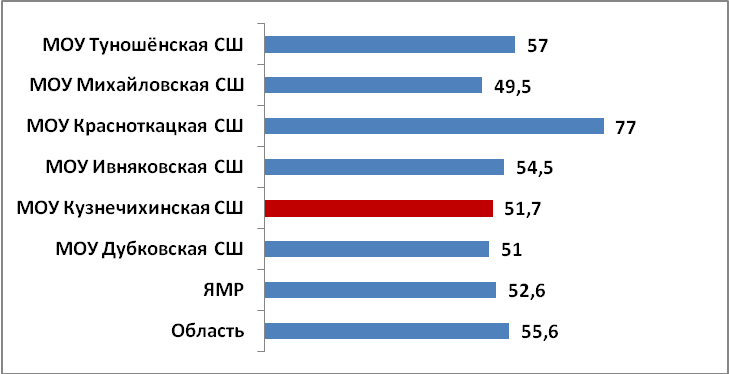 МОУ Туношёнская СШ 57
МОУ Михайловская СШ 49,5
МОУ Красноткацкая СШ 77
МОУ Ивняковская СШ 54,5
МОУ Кузнечихинская СШ 51,7
МОУ Дубковская СШ 51
ЯМР 52,6
Область 55,6